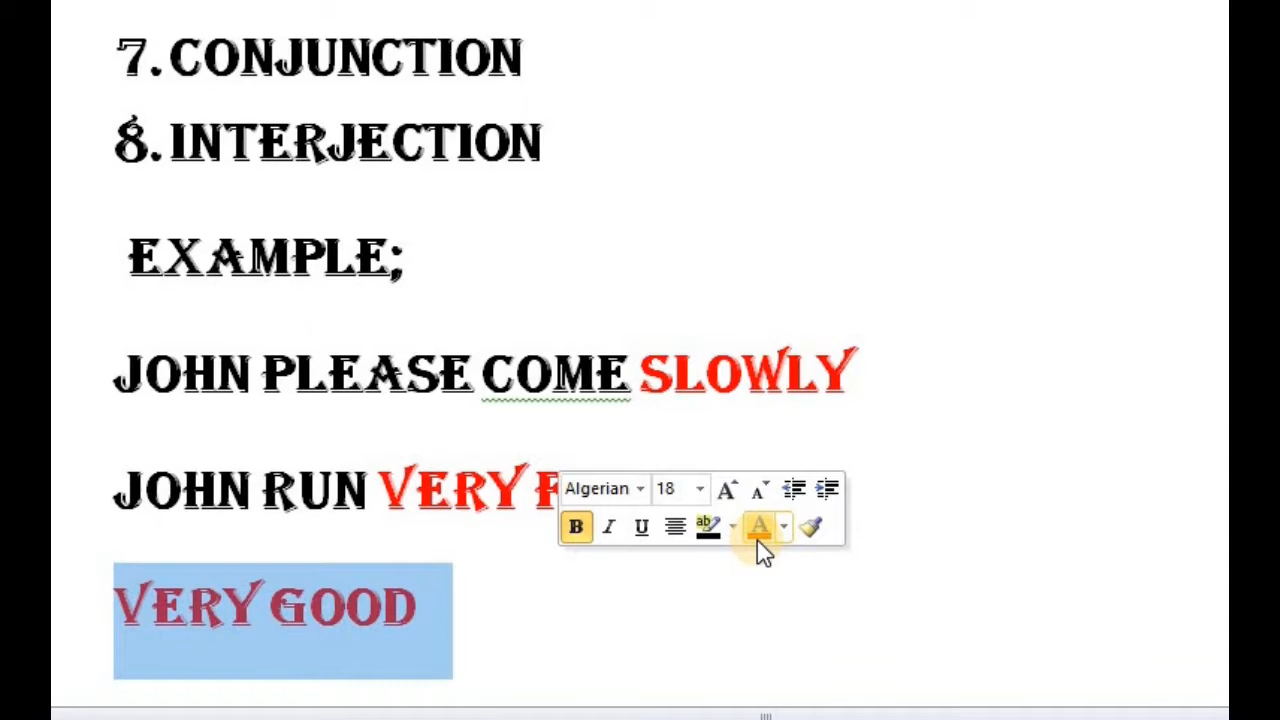 7. CONJUNCTION
8. INTERJECTION
EXAMPLE;
JOHN PLEASE COME SLOWLY
JOHN RUN VERY
Algerian 18
VERY GOOD